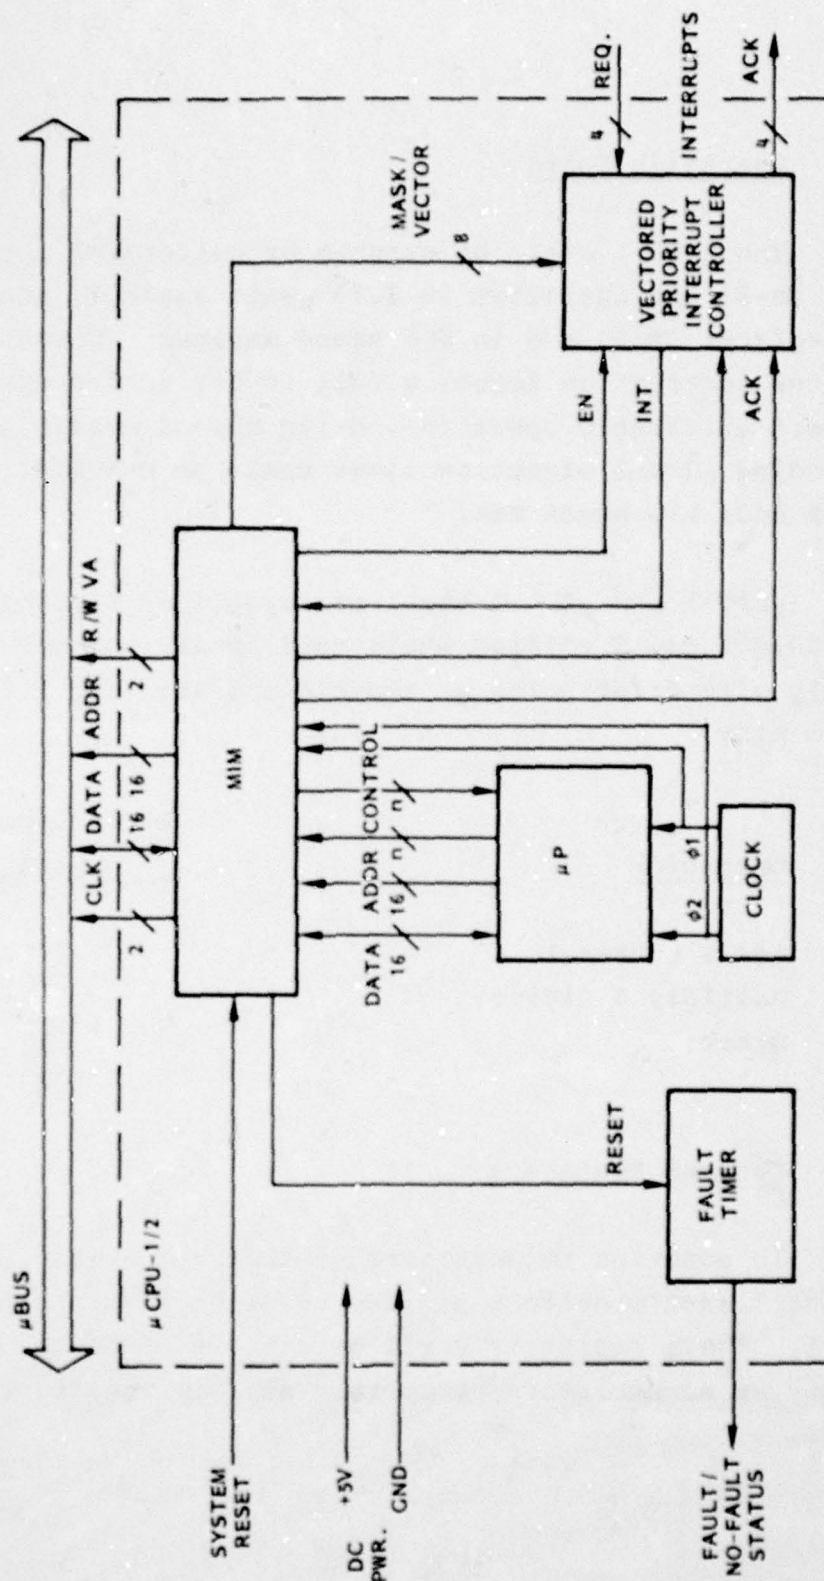 µBUS
µCPU-1/2
CLK DATA ADDR R/W VA
2
16
16
2
SYSTEM
RESET
MIM
MASK/
VECTOR
8
DC
PWR.
+5V
GND
DATA ADDR CONTROL
16
16
n
n
EN
INT
ACK
VECTORED
PRIORITY
INTERRUPT
CONTROLLER
4
REQ.
INTERRUPTS
4
ACK
RESET
µP
φ2
φ1
CLOCK
FAULT
TIMER
FAULT/
NO-FAULT
STATUS